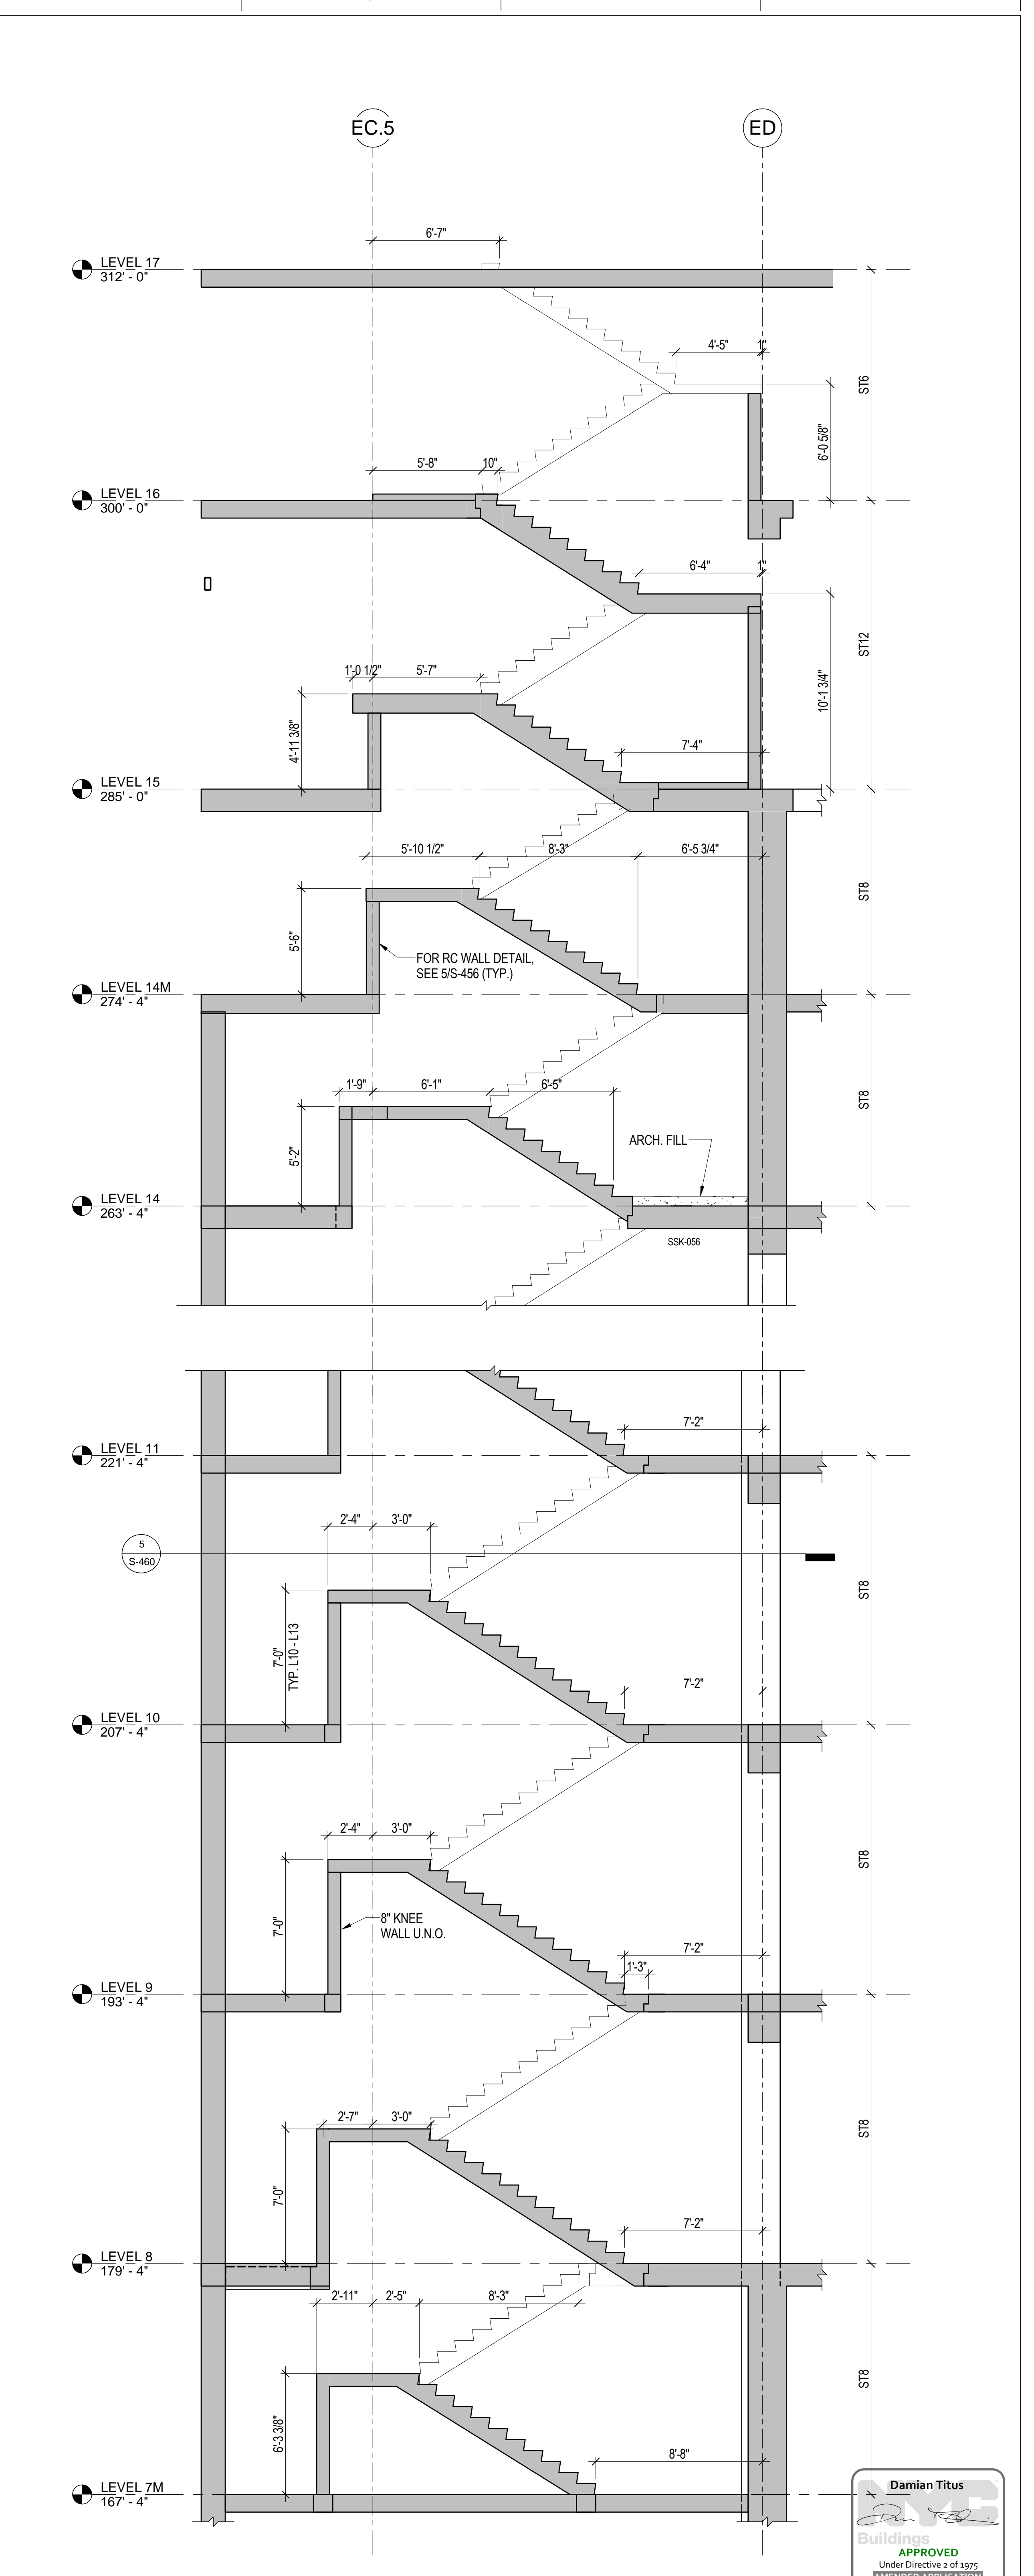 EC.5
ED
6'-7"
LEVEL 17
312' - 0"
4'-5"
1"
ST6
6'-0 5/8"
5'-8"
10"
LEVEL 16
300' - 0"
6'-4"
1"
ST12
10'-1 3/4"
1'-0 1/2"
5'-7"
4'-11 3/8"
7'-4"
LEVEL 15
285' - 0"
5'-10 1/2"
8'-3"
6'-5 3/4"
ST8
5'-6"
FOR RC WALL DETAIL,
SEE 5/S-456 (TYP.)
LEVEL 14M
274' - 4"
1'-9"
6'-1"
6'-5"
ST8
5'-2"
ARCH. FILL
LEVEL 14
263' - 4"
SSK-056
7'-2"
LEVEL 11
221' - 4"
2'-4"
3'-0"
5
S-460
ST8
7'-0"
TYP. L10 - L13
7'-2"
LEVEL 10
207' - 4"
2'-4"
3'-0"
ST8
7'-0"
8" KNEE
WALL U.N.O.
7'-2"
1'-3"
LEVEL 9
193' - 4"
2'-7"
3'-0"
ST8
7'-0"
7'-2"
LEVEL 8
179' - 4"
2'-11"
2'-5"
8'-3"
ST8
6'-3 3/8"
8'-8"
LEVEL 7M
167' - 4"
Damian Titus
NYC
Buildings
APPROVED
Under Directive 2 of 1975
AMENDED APPLICATION